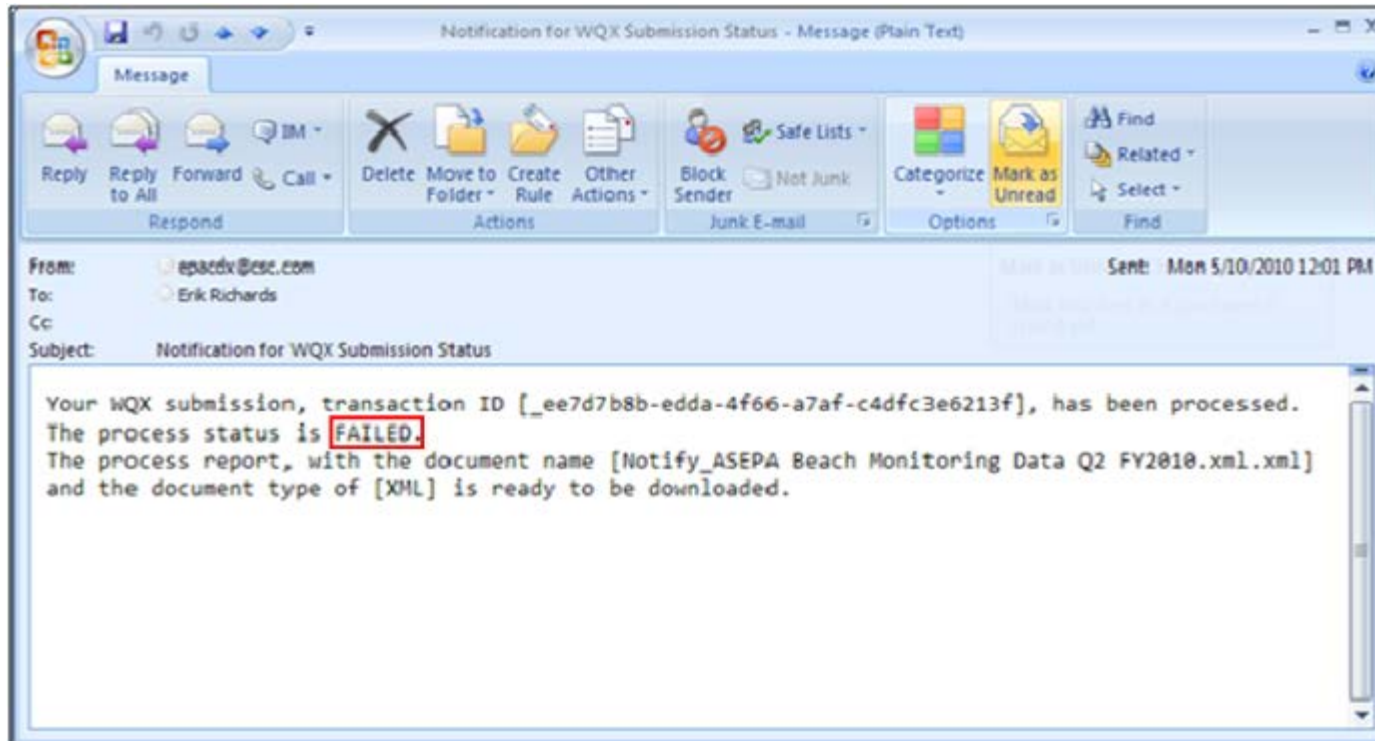 Notification for WQX Submission Status - Message (Plain Text)
Message
Reply
Reply to All
Forward
IM
Call
Respond
Delete
Move to Folder
Create Rule
Other Actions
Actions
Block Sender
Safe Lists
Not Junk
Junk E-mail
Categorize
Mark as Unread
Options
Find
Related
Select
Find
From: epacdx@csc.com
Sent: Mon 5/10/2010 12:01 PM
To: Erik Richards
Cc:
Subject: Notification for WQX Submission Status
Your WQX submission, transaction ID [_ee7d7b8b-edda-4f66-a7af-c4dfc3e6213f], has been processed.
The process status is FAILED.
The process report, with the document name [Notify_ASEPA Beach Monitoring Data Q2 FY2010.xml.xml]
and the document type of [XML] is ready to be downloaded.